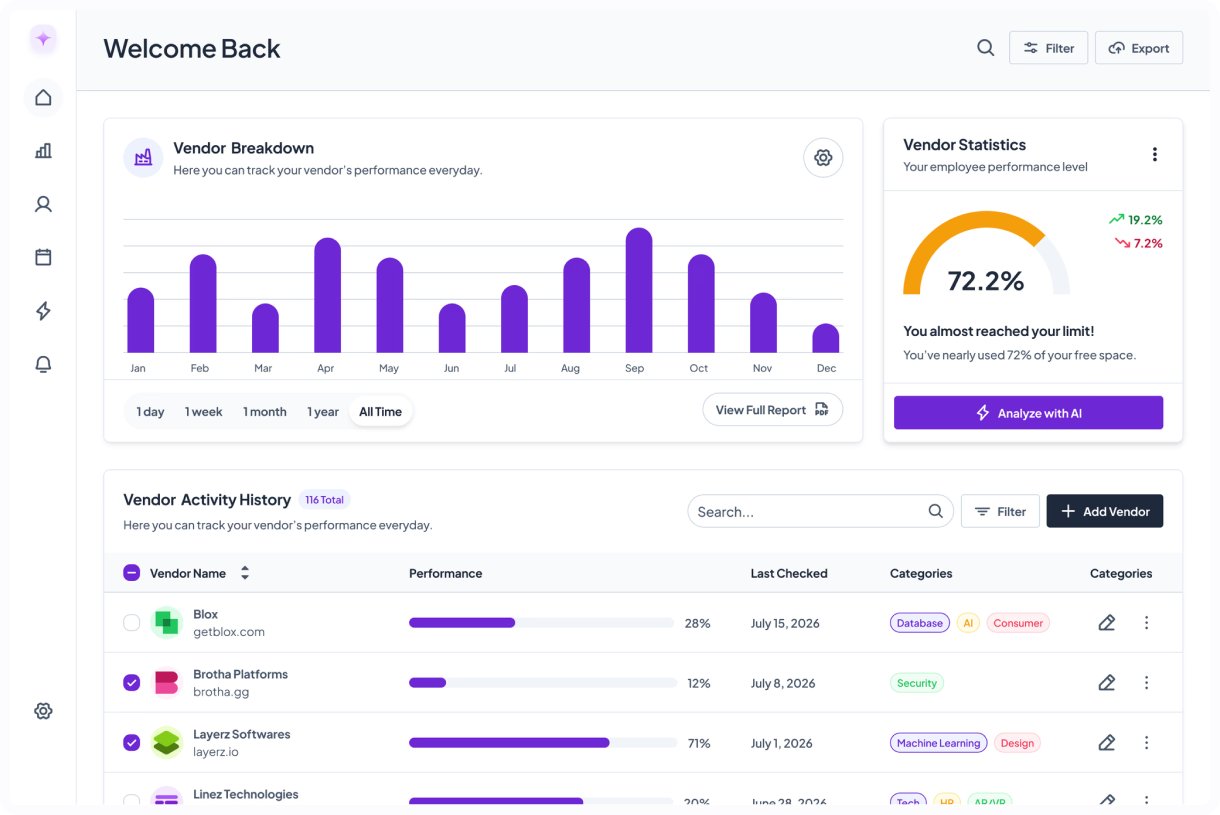 Welcome Back
Filter
Export
Vendor Breakdown
Here you can track your vendor's performance everyday.
Jan Feb Mar Apr May Jun Jul Aug Sep Oct Nov Dec
1 day 1 week 1 month 1 year All Time
View Full Report PDF
Vendor Statistics
Your employee performance level
19.2%
7.2%
72.2%
You almost reached your limit!
You've nearly used 72% of your free space.
Analyze with AI
Vendor Activity History 116 Total
Here you can track your vendor's performance everyday.
Search...
Filter
Add Vendor
Vendor Name Performance Last Checked Categories Categories
Blox
getblox.com
28% July 15, 2026 Database AI Consumer
Brotha Platforms
brotha.gg
12% July 8, 2026 Security
Layerz Softwares
layerz.io
71% July 1, 2026 Machine Learning Design
Linez Technologies
20% June 28, 2026 Tech HR AR/VR